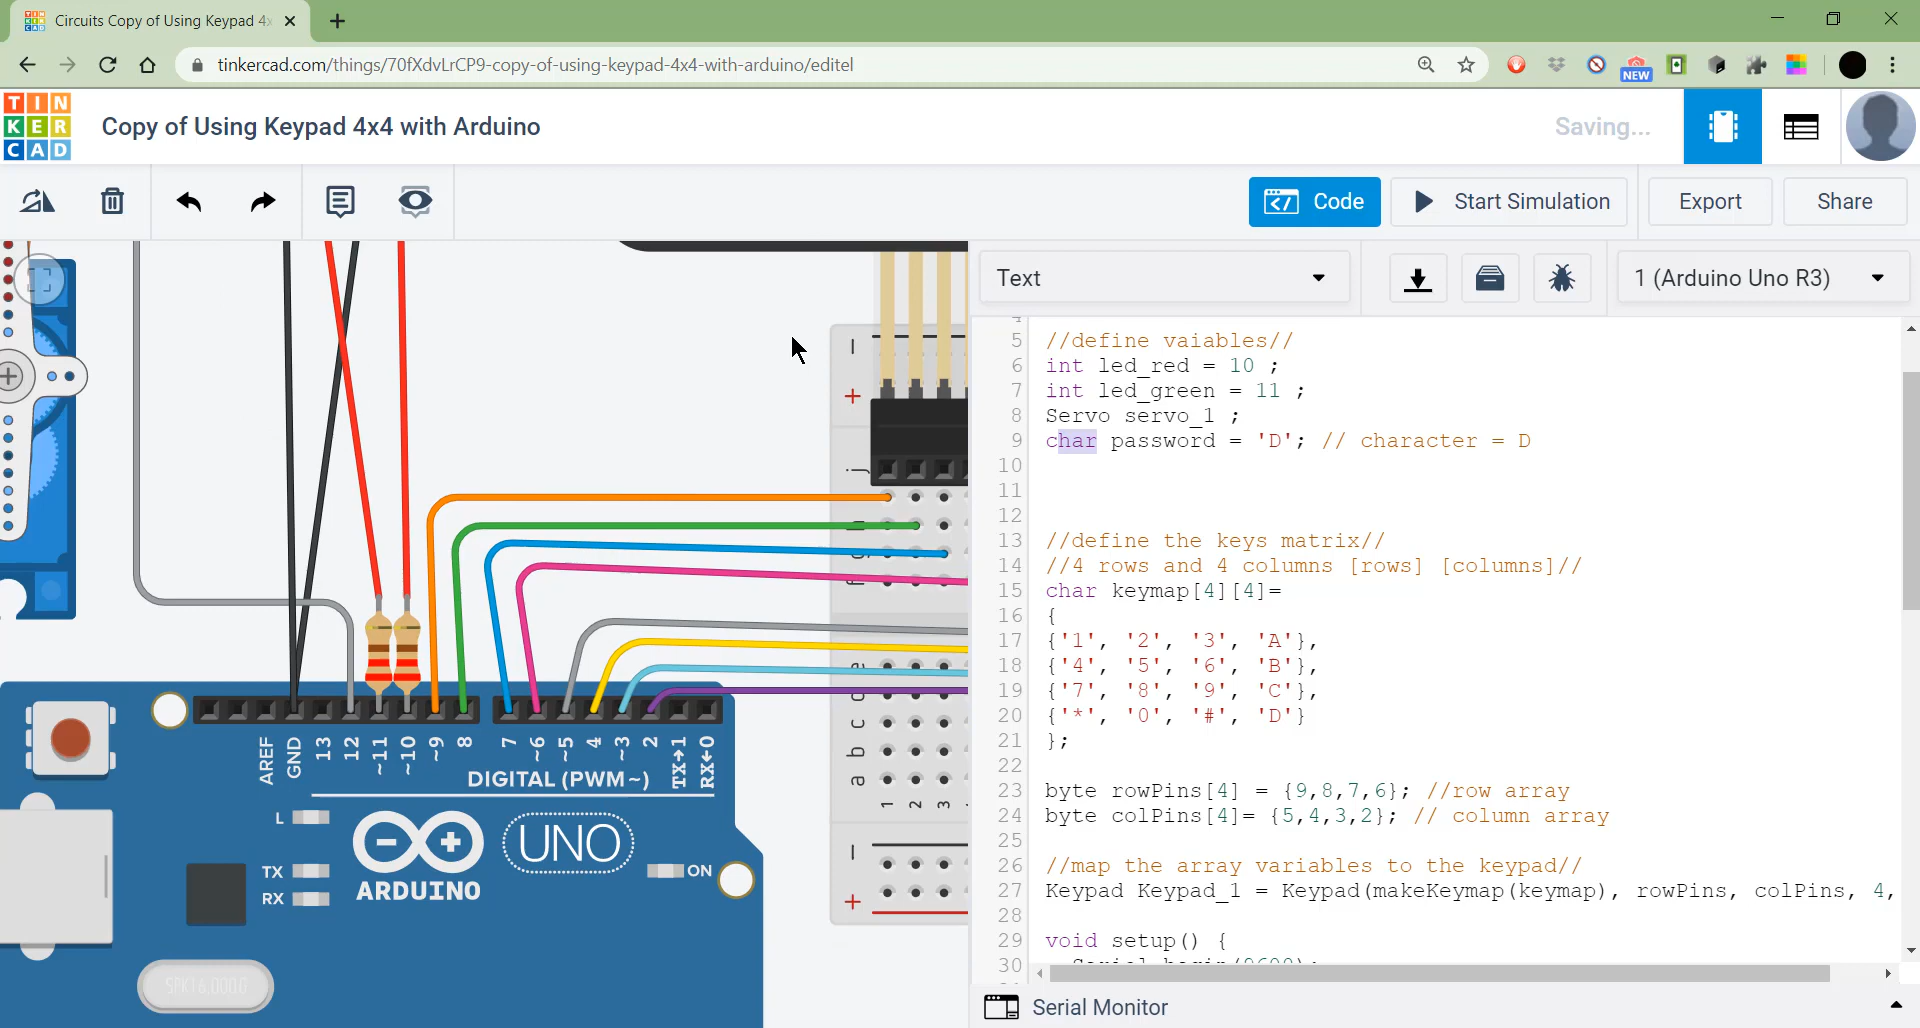 Circuits Copy of Using Keypad 4x
tinkercad.com/things/70fXdvLrCP9-copy-of-using-keypad-4x4-with-arduino/editel
NEW
TIN
KER
CAD
Copy of Using Keypad 4x4 with Arduino
Saving...
Code
Start Simulation
Export
Share
Text
1 (Arduino Uno R3)
5 //define vaiables//
6 int led_red = 10 ;
7 int led_green = 11 ;
8 Servo servo_1 ;
9 char password = 'D'; // character = D
10
11
12
13 //define the keys matrix//
14 //4 rows and 4 columns [rows] [columns]//
15 char keymap[4][4]=
16 {
17 {'1', '2', '3', 'A'},
18 {'4', '5', '6', 'B'},
19 {'7', '8', '9', 'C'},
20 {'*', '0', '#', 'D'}
21 };
22
23 byte rowPins[4] = {9,8,7,6}; //row array
24 byte colPins[4]= {5,4,3,2}; // column array
25
26 //map the array variables to the keypad//
27 Keypad Keypad_1 = Keypad(makeKeymap(keymap), rowPins, colPins, 4,
28
29 void setup() {
30
Serial Monitor
j
c
b
a
1 2 3
AREF
GND
13
12
~11
~10
~9
8
7
~6
~5
4
~3
2
TX→1
RX←0
DIGITAL (PWM~)
L
TX
RX
UNO
ARDUINO
ON